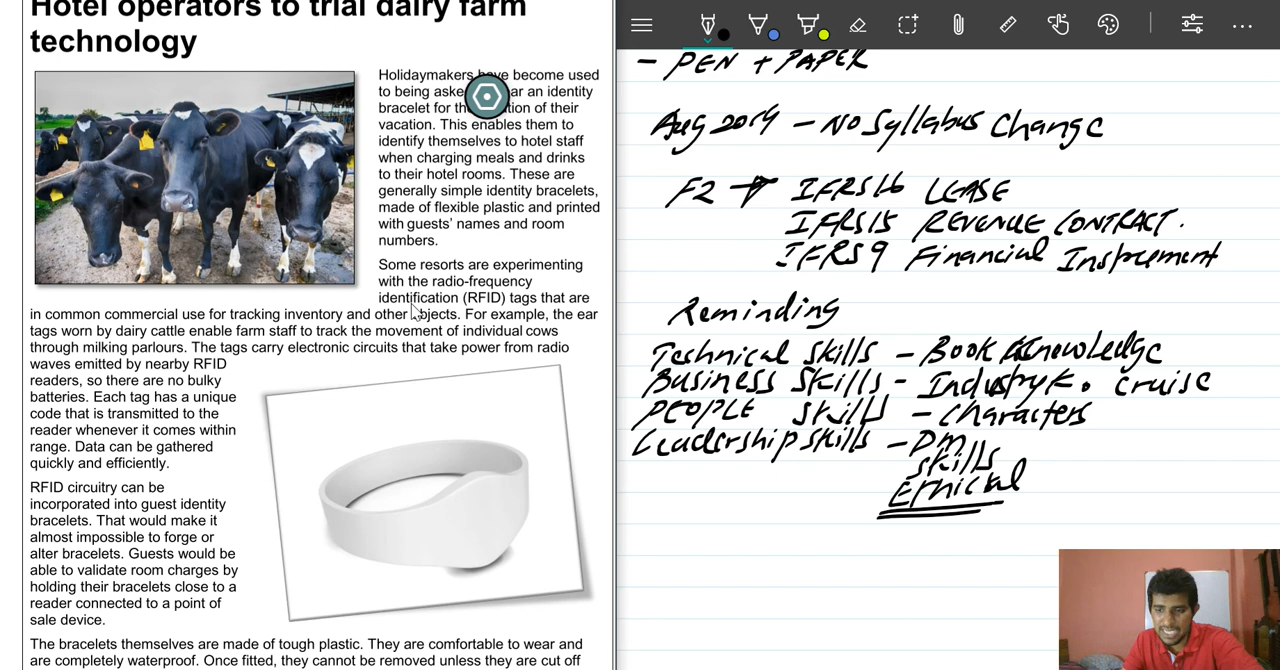 Hotel operators to trial dairy farm
technology
Holidaymakers have become used
to being aske ar an identity
bracelet for th tion of their
vacation. This enables them to
identify themselves to hotel staff
when charging meals and drinks
to their hotel rooms. These are
generally simple identity bracelets,
made of flexible plastic and printed
with guests' names and room
numbers.
Some resorts are experimenting
with the radio-frequency
identification (RFID) tags that are
in common commercial use for tracking inventory and other objects. For example, the ear
tags worn by dairy cattle enable farm staff to track the movement of individual cows
through milking parlours. The tags carry electronic circuits that take power from radio
waves emitted by nearby RFID
readers, so there are no bulky
batteries. Each tag has a unique
code that is transmitted to the
reader whenever it comes within
range. Data can be gathered
quickly and efficiently.
RFID circuitry can be
incorporated into guest identity
bracelets. That would make it
almost impossible to forge or
alter bracelets. Guests would be
able to validate room charges by
holding their bracelets close to a
reader connected to a point of
sale device.
The bracelets themselves are made of tough plastic. They are comfortable to wear and
are completely waterproof. Once fitted, they cannot be removed unless they are cut off
- PEN + PAPER
Aug 2019 - No Syllabus Change
F2 → IFRS16 LEASE
IFRS15 REVENUE CONTRACT.
IFRS9 Financial Instrument
Reminding
Technical skills - Book Knowledge
Business skills - Industry K. cruise
PEOPLE skills - Characters
Leadership skills - DM
skills
Ethical